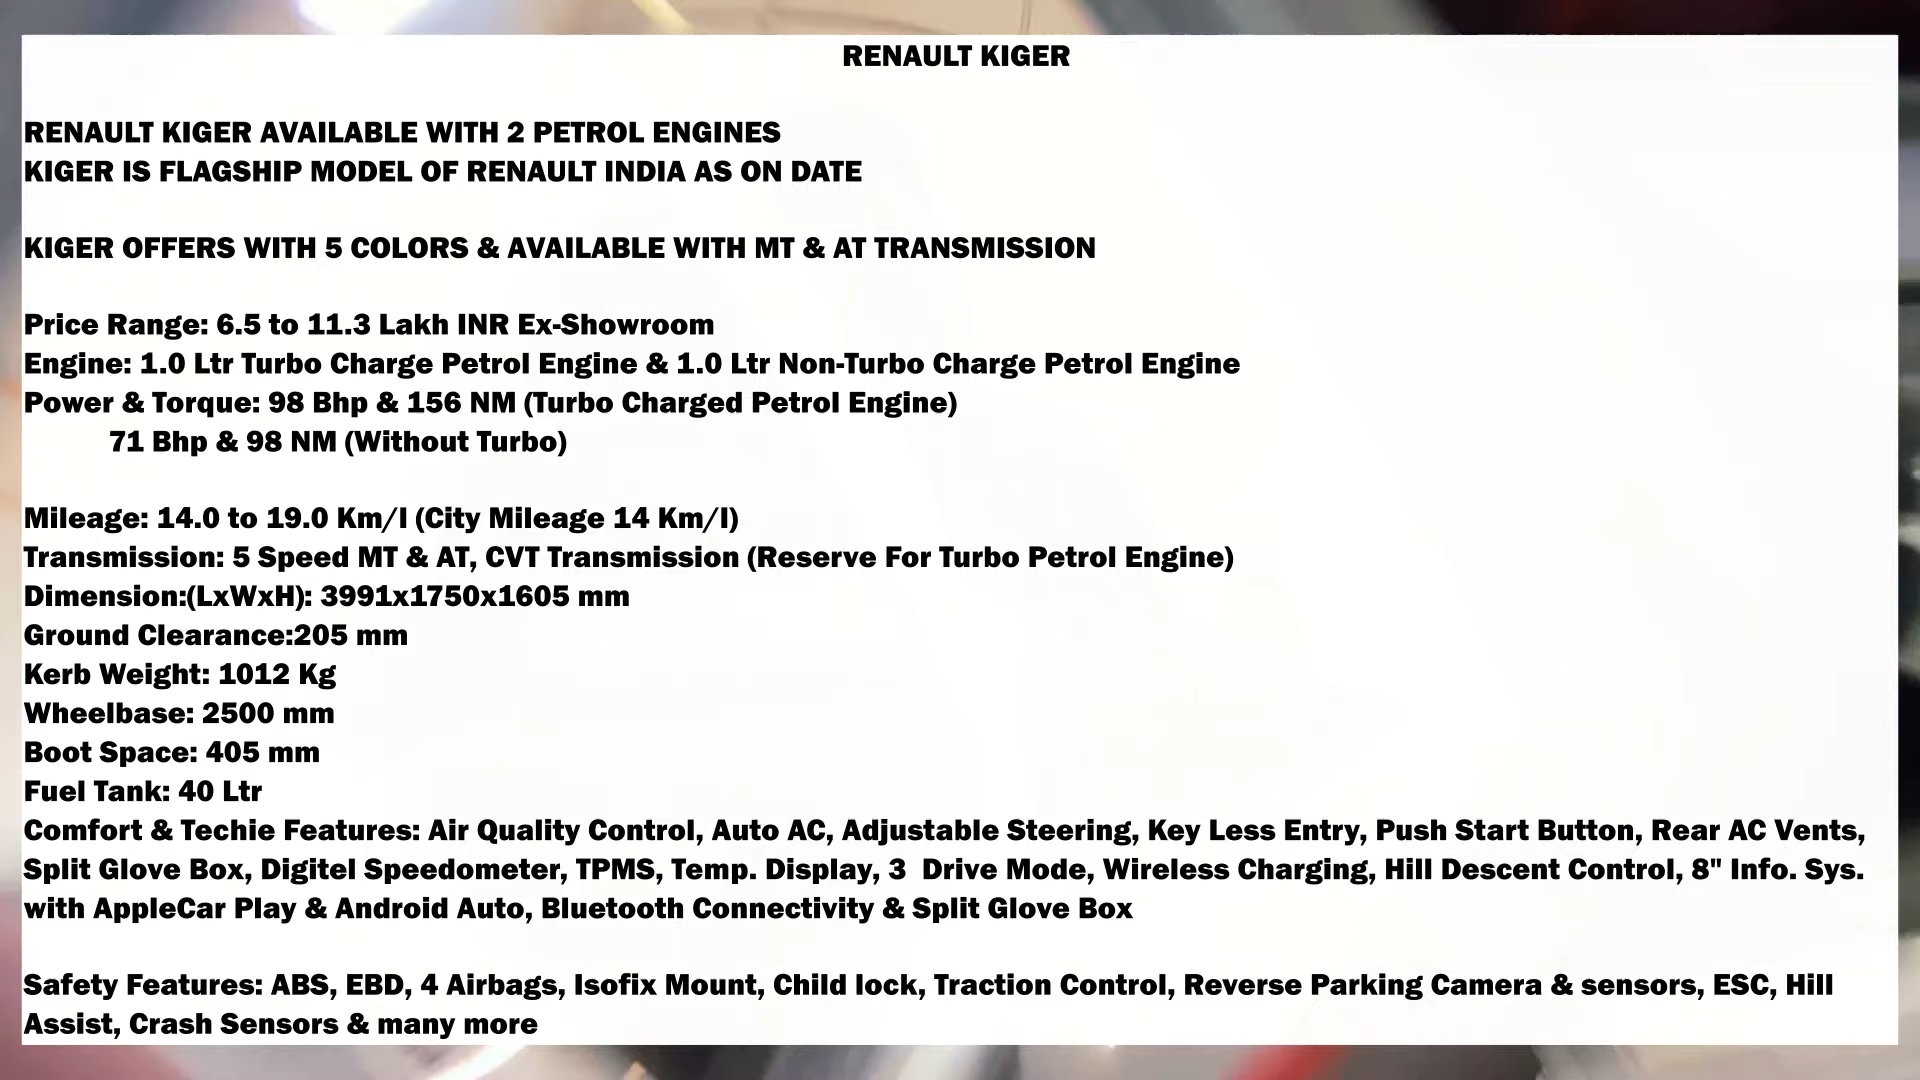 RENAULT KIGER
RENAULT KIGER AVAILABLE WITH 2 PETROL ENGINES
KIGER IS FLAGSHIP MODEL OF RENAULT INDIA AS ON DATE
KIGER OFFERS WITH 5 COLORS & AVAILABLE WITH MT & AT TRANSMISSION
Price Range: 6.5 to 11.3 Lakh INR Ex-Showroom
Engine: 1.0 Ltr Turbo Charge Petrol Engine & 1.0 Ltr Non-Turbo Charge Petrol Engine
Power & Torque: 98 Bhp & 156 NM (Turbo Charged Petrol Engine)
71 Bhp & 98 NM (Without Turbo)
Mileage: 14.0 to 19.0 Km/l (City Mileage 14 Km/l)
Transmission: 5 Speed MT & AT, CVT Transmission (Reserve For Turbo Petrol Engine)
Dimension:(LxWxH): 3991x1750x1605 mm
Ground Clearance:205 mm
Kerb Weight: 1012 Kg
Wheelbase: 2500 mm
Boot Space: 405 mm
Fuel Tank: 40 Ltr
Comfort & Techie Features: Air Quality Control, Auto AC, Adjustable Steering, Key Less Entry, Push Start Button, Rear AC Vents,
Split Glove Box, Digitel Speedometer, TPMS, Temp. Display, 3  Drive Mode, Wireless Charging, Hill Descent Control, 8" Info. Sys.
with AppleCar Play & Android Auto, Bluetooth Connectivity & Split Glove Box
Safety Features: ABS, EBD, 4 Airbags, Isofix Mount, Child lock, Traction Control, Reverse Parking Camera & sensors, ESC, Hill
Assist, Crash Sensors & many more